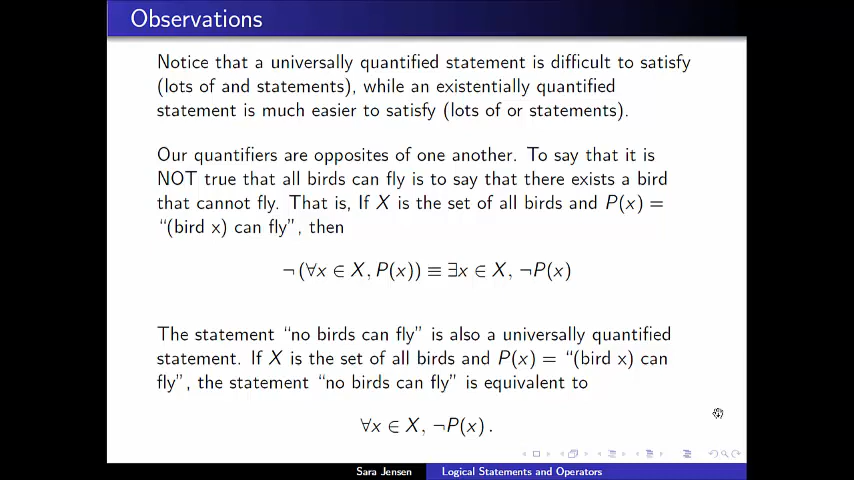 Observations
Notice that a universally quantified statement is difficult to satisfy
(lots of and statements), while an existentially quantified
statement is much easier to satisfy (lots of or statements).
Our quantifiers are opposites of one another. To say that it is
NOT true that all birds can fly is to say that there exists a bird
that cannot fly. That is, If X is the set of all birds and P(x) =
“(bird x) can fly”, then
¬ (∀x ∈ X, P(x)) ≡ ∃x ∈ X, ¬P(x)
The statement “no birds can fly” is also a universally quantified
statement. If X is the set of all birds and P(x) = “(bird x) can
fly”, the statement “no birds can fly” is equivalent to
∀x ∈ X, ¬P(x) .
Sara Jensen Logical Statements and Operators